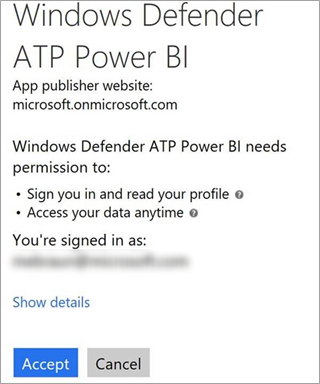 Windows Defender
ATP Power BI
App publisher website:
microsoft.onmicrosoft.com
Windows Defender ATP Power BI needs
permission to:
• Sign you in and read your profile ?
• Access your data anytime ?
You're signed in as:
Show details
Accept Cancel